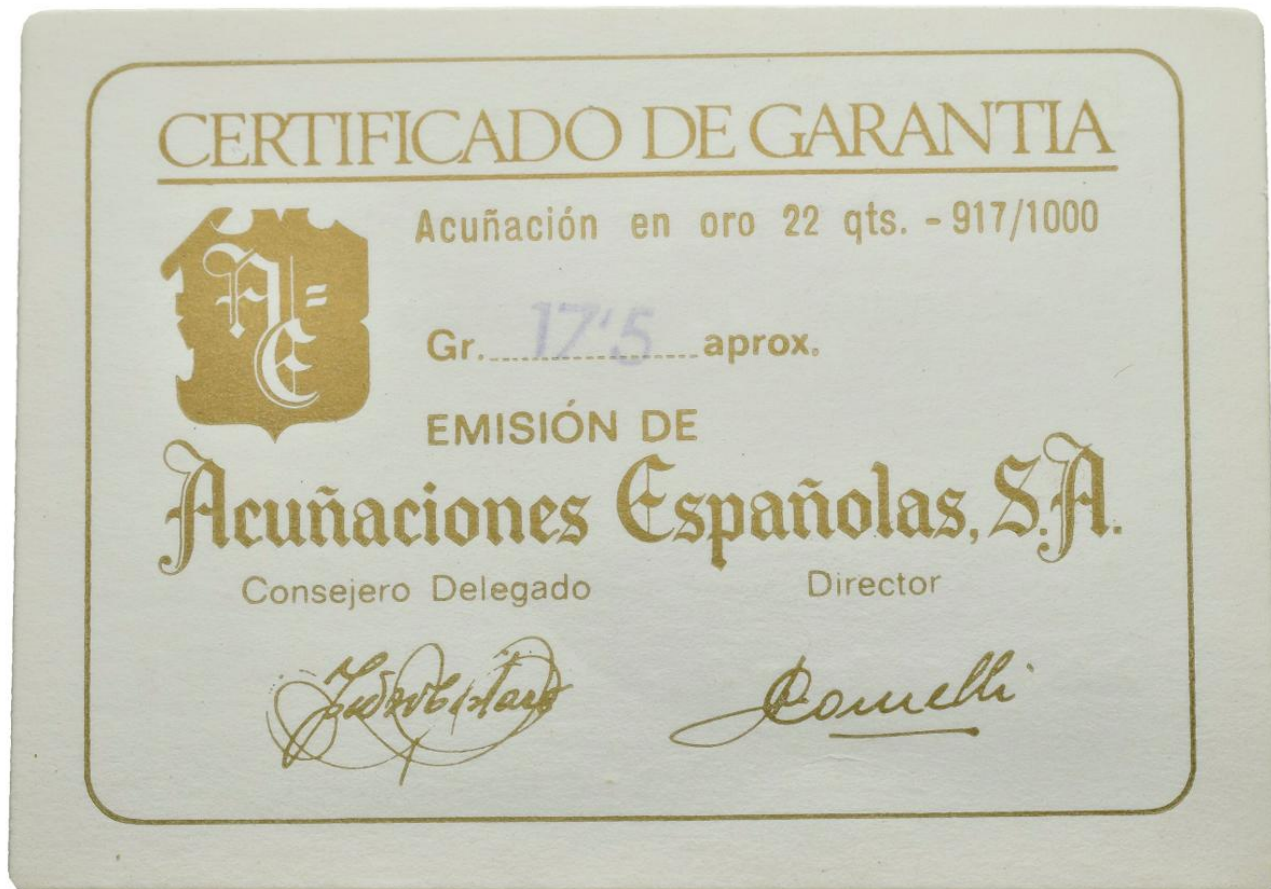 CERTIFICADO DE GARANTIA
Acuñación en oro 22 qts. - 917/1000
AE
Gr. 17'5 aprox.
EMISIÓN DE
Acuñaciones Españolas, S.A.
Consejero Delegado Director